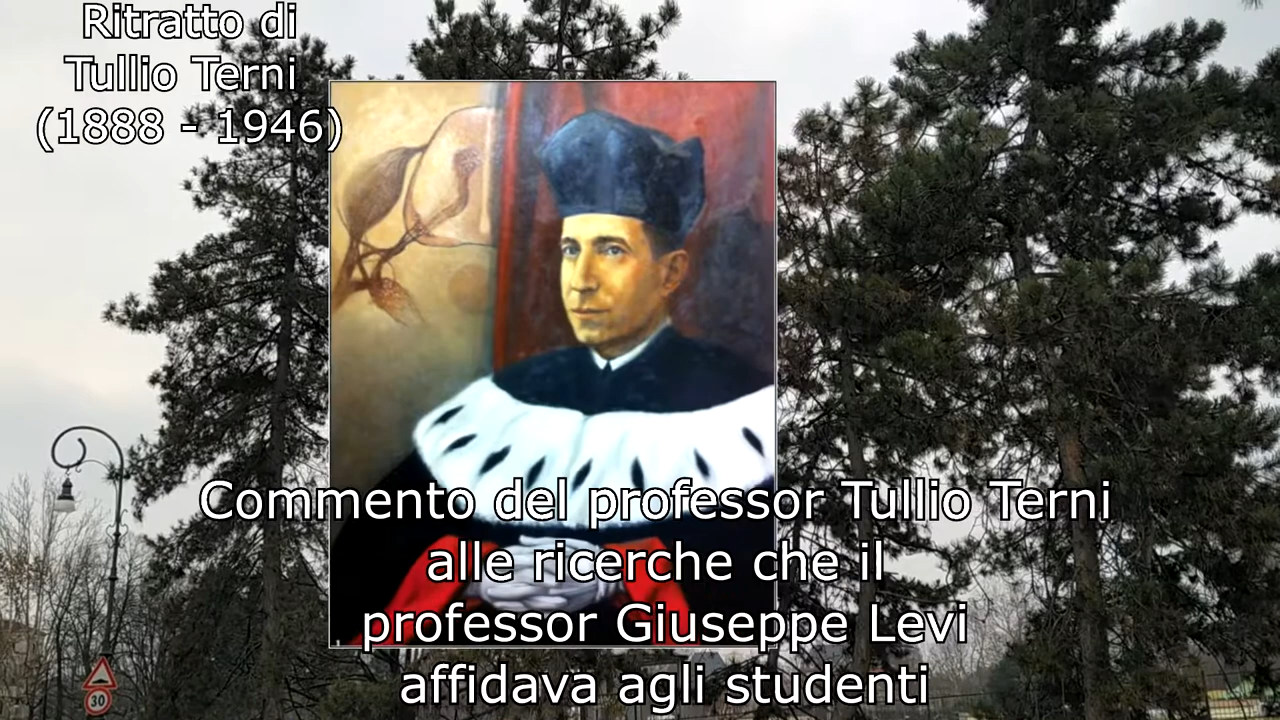 Ritratto di
Tullio Terni
(1888 - 1946)
Commento del professor Tullio Terni
alle ricerche che il
professor Giuseppe Levi
affidava agli studenti
30